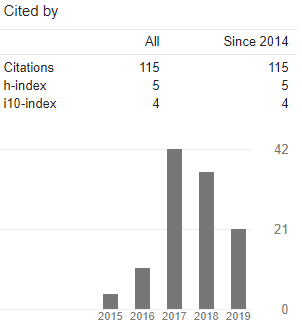 Cited by
All Since 2014
Citations 115 115
h-index 5 5
i10-index 4 4
42
21
0
2015 2016 2017 2018 2019